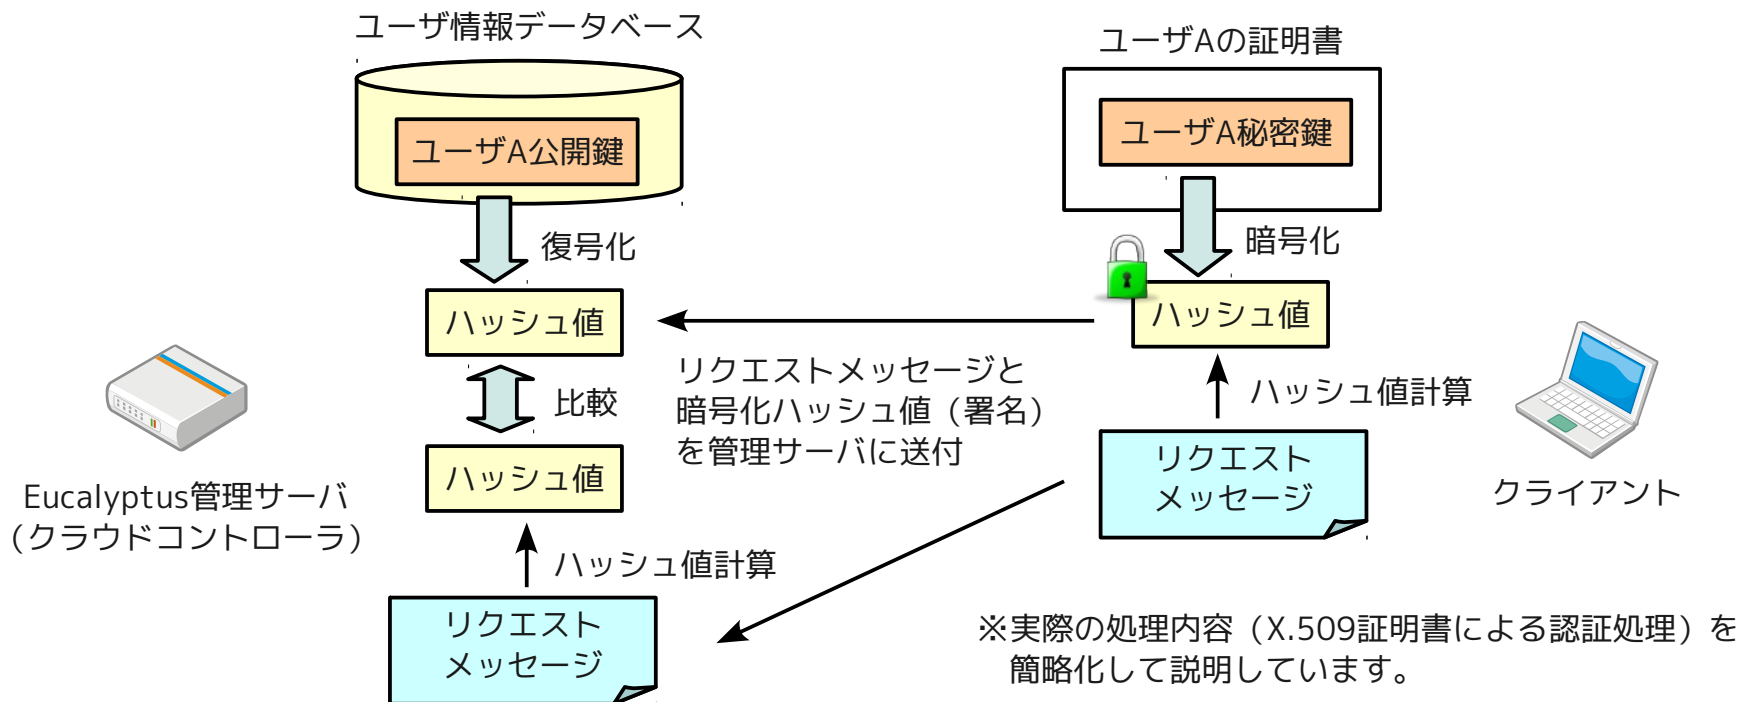 ユーザ情報データベース
ユーザA公開鍵
復号化
ハッシュ値
比較
ハッシュ値
ハッシュ値計算
リクエスト
メッセージ
Eucalyptus管理サーバ
（クラウドコントローラ）
リクエストメッセージと
暗号化ハッシュ値（署名）
を管理サーバに送付
ユーザAの証明書
ユーザA秘密鍵
暗号化
ハッシュ値
ハッシュ値計算
リクエスト
メッセージ
クライアント
※実際の処理内容（X.509証明書による認証処理）を
簡略化して説明しています。